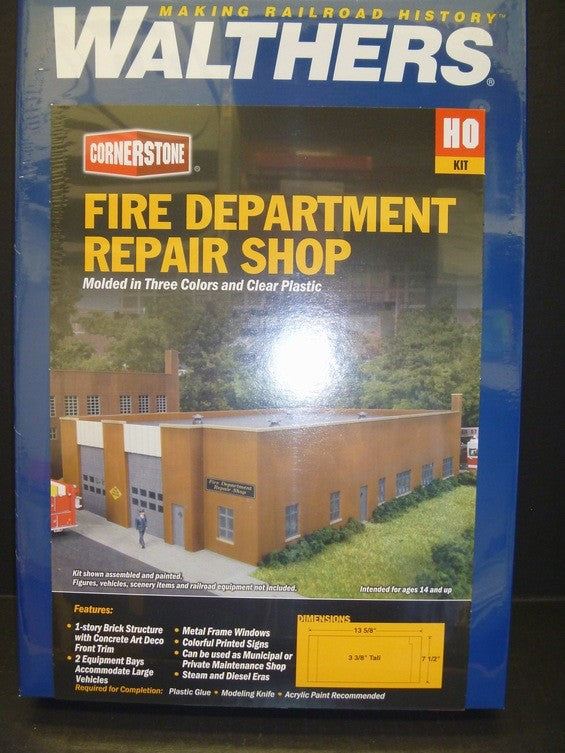 MAKING RAILROAD HISTORY™
WALTHERS®
CORNERSTONE®
HO
KIT
FIRE DEPARTMENT
REPAIR SHOP
Molded in Three Colors and Clear Plastic
Fire Department
Repair Shop
Kit shown assembled and painted.
Figures, vehicles, scenery items and railroad equipment not included.
Intended for ages 14 and up
Features:
• 1-story Brick Structure
with Concrete Art Deco
Front Trim
• 2 Equipment Bays
Accommodate Large
Vehicles
• Metal Frame Windows
• Colorful Printed Signs
• Can be used as Municipal or
Private Maintenance Shop
• Steam and Diesel Eras
DIMENSIONS
13 5/8"
3 3/8" Tall
7 1/2"
Required for Completion: Plastic Glue • Modeling Knife • Acrylic Paint Recommended